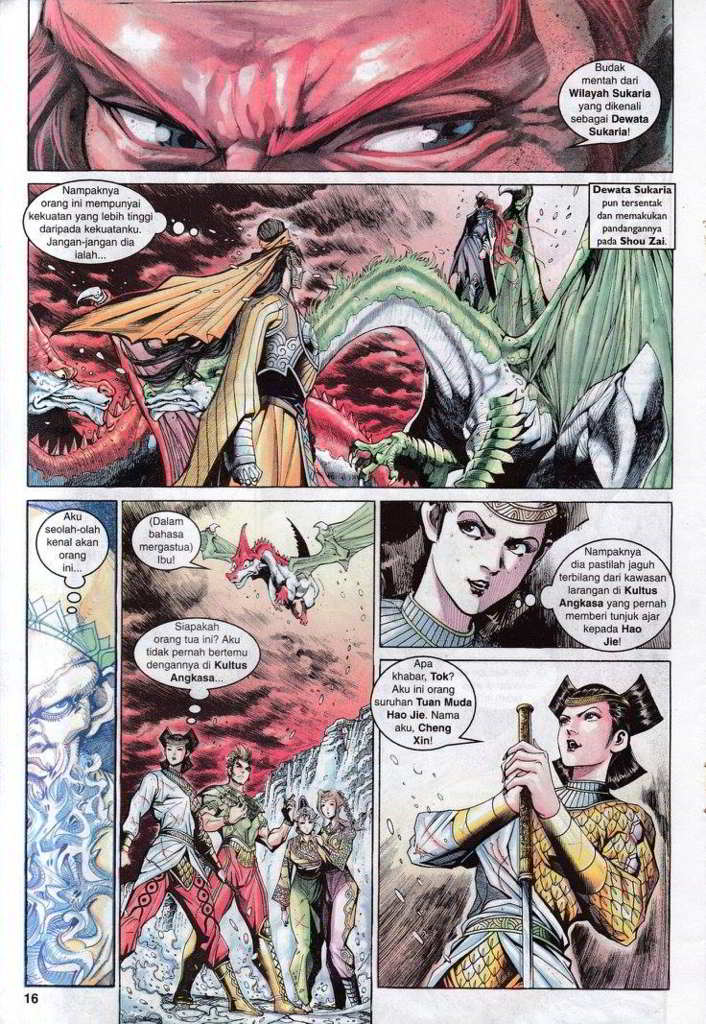 Budak
mentah dari
Wilayah Sukaria
yang dikenali
sebagai Dewata
Sukaria!
Nampaknya
orang ini mempunyai
kekuatan yang lebih tinggi
daripada kekuatanku.
Jangan-jangan dia
ialah...
Dewata Sukaria
pun tersentak
dan memakukan
pandangannya
pada Shou Zai.
Aku
seolah-olah
kenal akan
orang
ini...
(Dalam
bahasa
mergastua)
Ibu!
Siapakah
orang tua ini? Aku
tidak pernah bertemu
dengannya di Kultus
Angkasa...
Nampaknya
dia pastilah jaguh
terbilang dari kawasan
larangan di Kultus
Angkasa yang pernah
memberi tunjuk ajar
kepada Hao
Jie!
Apa
khabar, Tok?
Aku ini orang
suruhan Tuan Muda
Hao Jie. Nama
aku, Cheng
Xin!
16